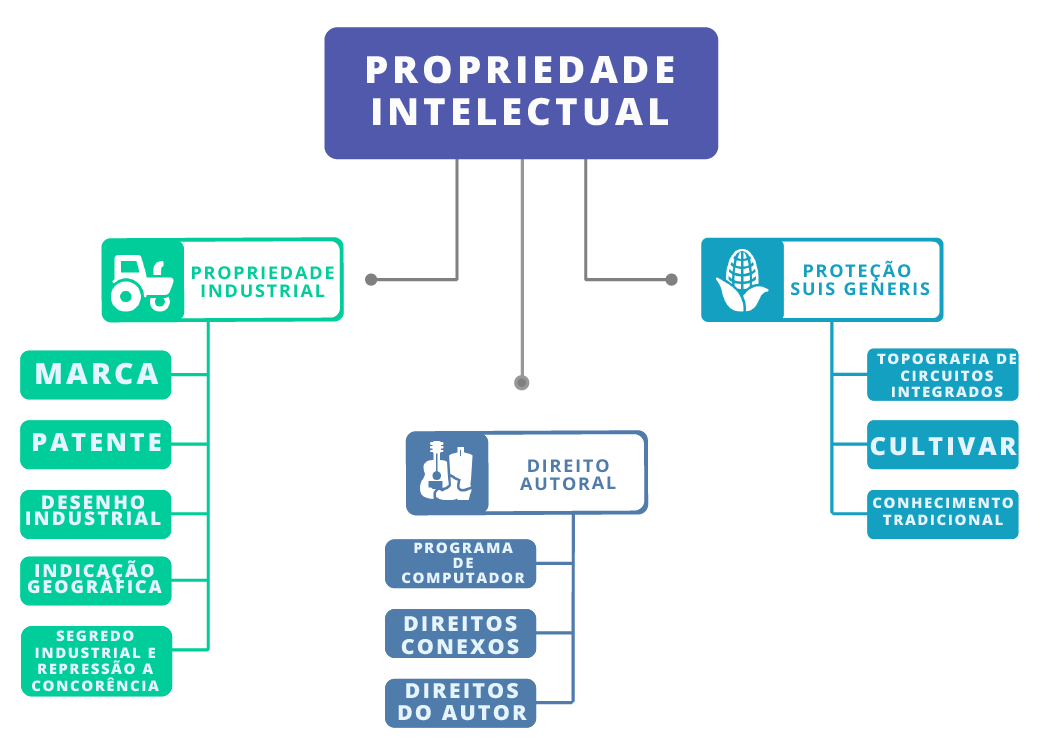 PROPRIEDADE
INTELECTUAL
PROPRIEDADE
INDUSTRIAL
MARCA
PATENTE
DESENHO
INDUSTRIAL
INDICAÇÃO
GEOGRÁFICA
SEGREDO
INDUSTRIAL E
REPRESSÃO A
CONCORÊNCIA
DIREITO
AUTORAL
PROGRAMA
DE
COMPUTADOR
DIREITOS
CONEXOS
DIREITOS
DO AUTOR
PROTEÇÃO
SUIS GENERIS
TOPOGRAFIA DE
CIRCUITOS
INTEGRADOS
CULTIVAR
CONHECIMENTO
TRADICIONAL